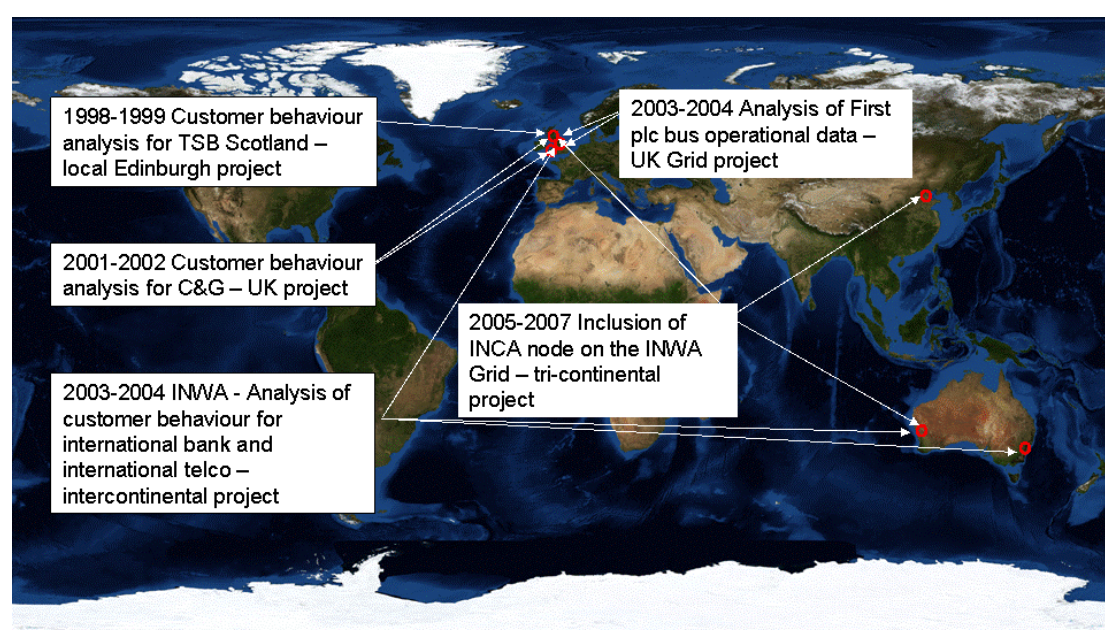 1998-1999 Customer behaviour
analysis for TSB Scotland –
local Edinburgh project
2003-2004 Analysis of First
plc bus operational data –
UK Grid project
2001-2002 Customer behaviour
analysis for C&G – UK project
2005-2007 Inclusion of
INCA node on the INWA
Grid – tri-continental
project
2003-2004 INWA - Analysis of
customer behaviour for
international bank and
international telco –
intercontinental project